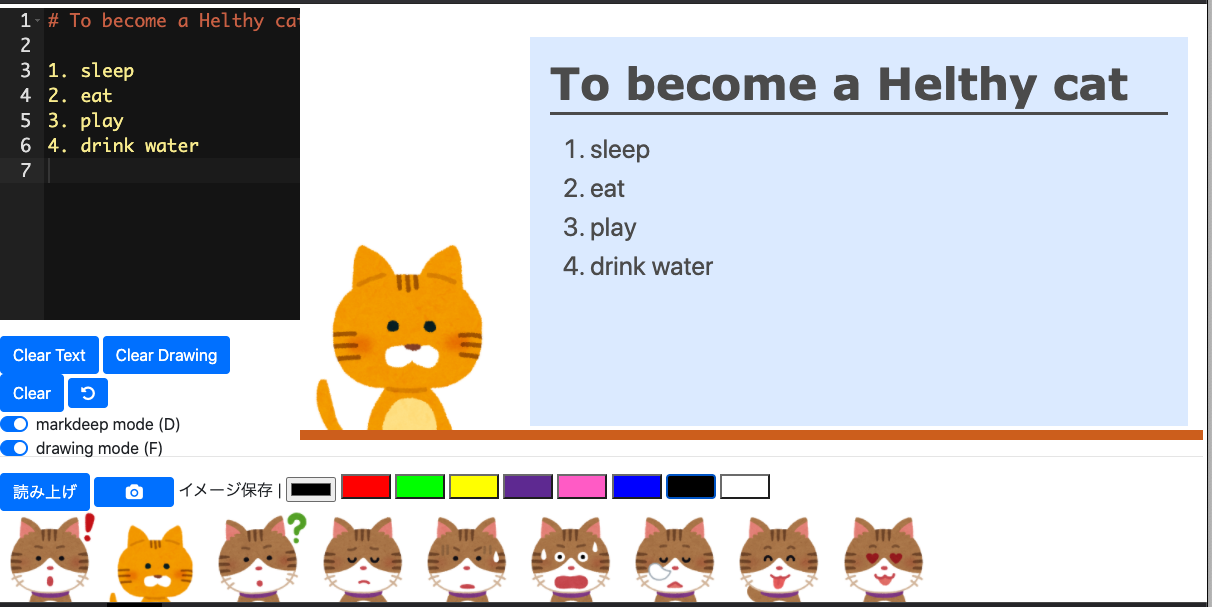 1 # To become a Helthy cat
2
3 1. sleep
4 2. eat
5 3. play
6 4. drink water
7
To become a Helthy cat
1. sleep
2. eat
3. play
4. drink water
Clear Text Clear Drawing
Clear
markdeep mode (D)
drawing mode (F)
読み上げ イメージ保存 |
! ?